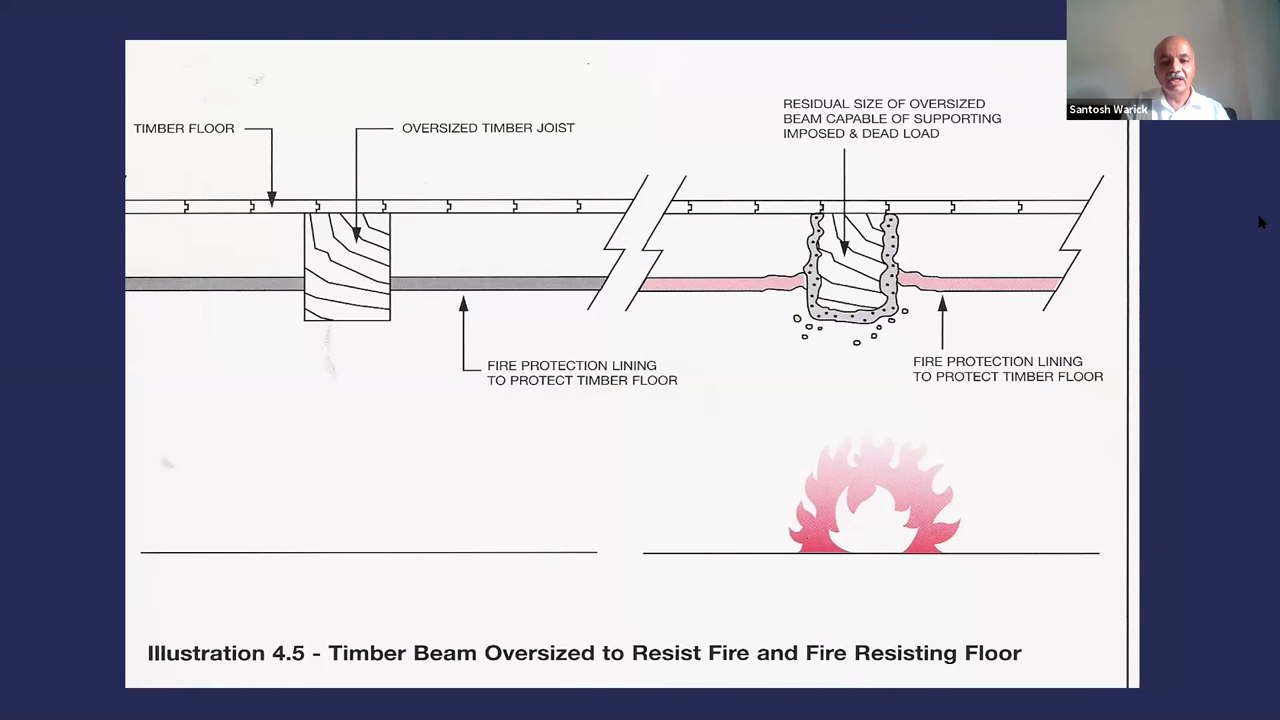 Santosh Warick
TIMBER FLOOR
OVERSIZED TIMBER JOIST
RESIDUAL SIZE OF OVERSIZED
BEAM CAPABLE OF SUPPORTING
IMPOSED & DEAD LOAD
FIRE PROTECTION LINING
TO PROTECT TIMBER FLOOR
FIRE PROTECTION LINING
TO PROTECT TIMBER FLOOR
Illustration 4.5 - Timber Beam Oversized to Resist Fire and Fire Resisting Floor